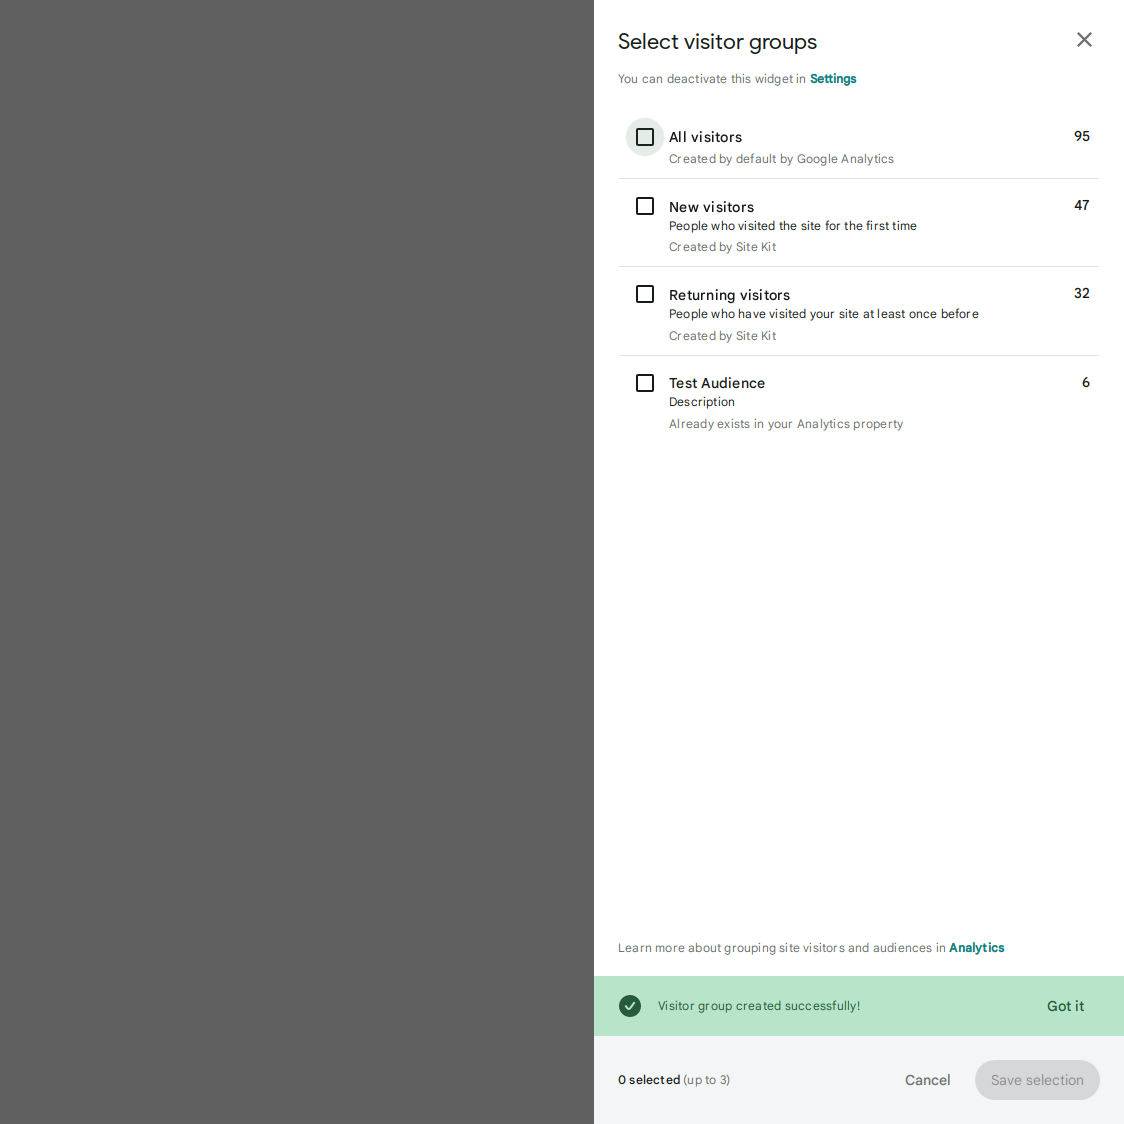 Select visitor groups
You can deactivate this widget in Settings
All visitors 95
Created by default by Google Analytics
New visitors 47
People who visited the site for the first time
Created by Site Kit
Returning visitors 32
People who have visited your site at least once before
Created by Site Kit
Test Audience 6
Description
Already exists in your Analytics property
Learn more about grouping site visitors and audiences in Analytics
Visitor group created successfully! Got it
0 selected (up to 3) Cancel Save selection